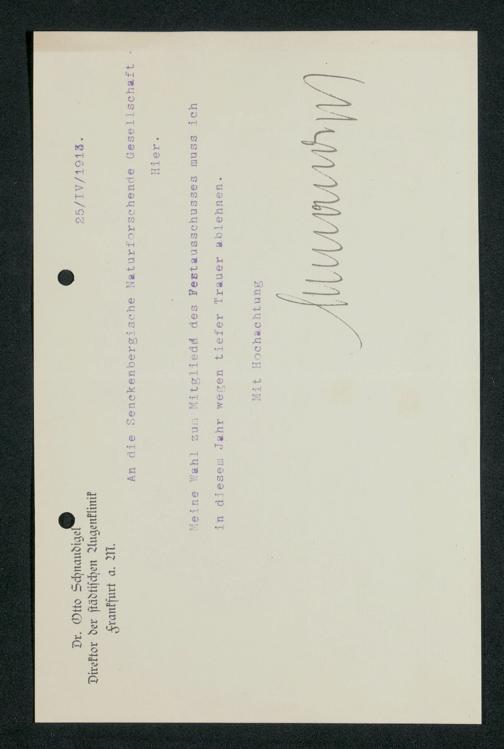 Dr. Otto Schnaudigel
Direktor der städtischen Augenklinik
Frankfurt a. M.
25/IV/1913.
An die Senckenbergische Naturforschende Gesellschaft .
Hier.
Meine Wahl zum Mitgliedd des Festausschusses muss ich
in diesem Jahr wegen tiefer Trauer ablehnen.
Mit Hochachtung